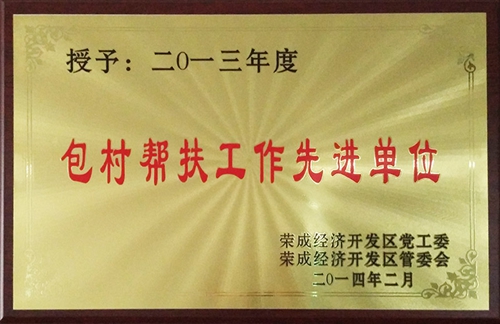 授予：二〇一三年度
包村帮扶工作先进单位
荣成经济开发区党工委
荣成经济开发区管委会
二〇一四年二月